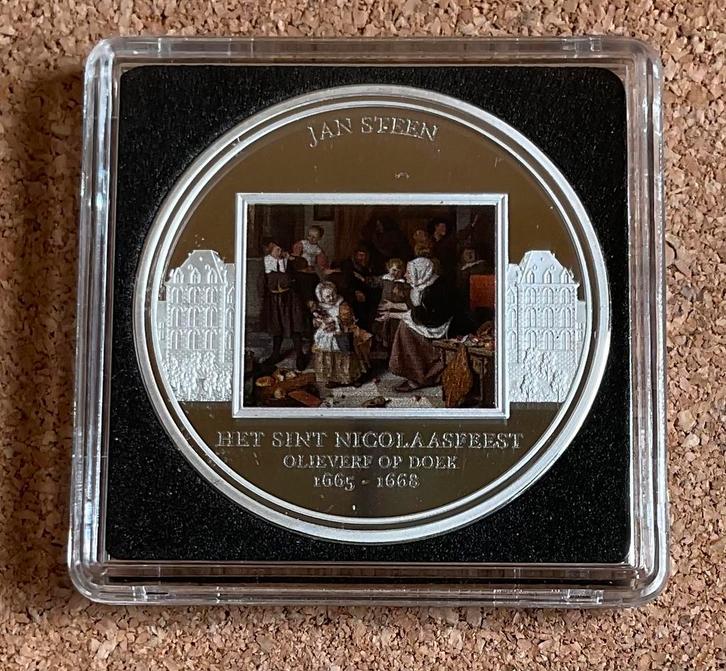 JAN STEEN
HET SINT NICOLAASFEEST
OLIEVERF OP DOEK
1665 - 1668